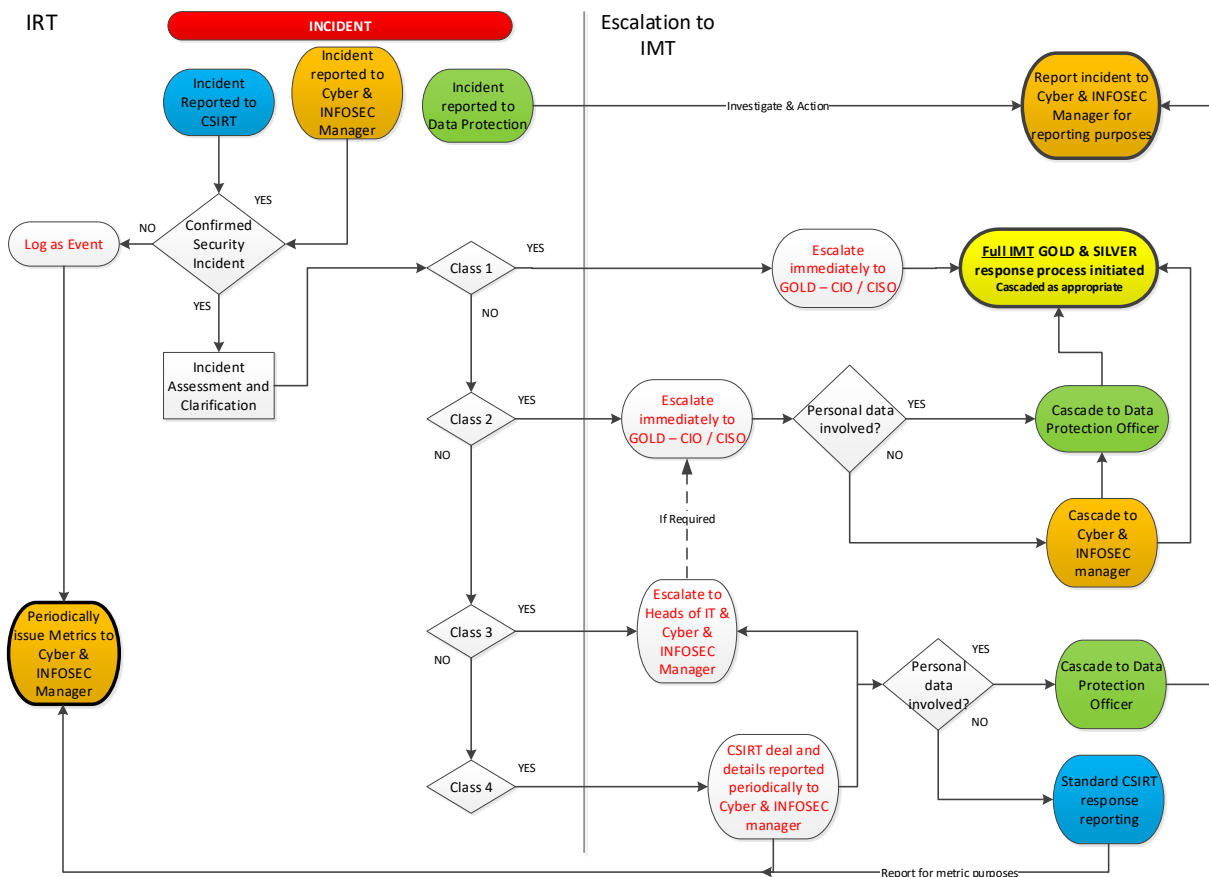 IRT
INCIDENT
Escalation to
IMT
Incident
Reported to
CSIRT
Incident
reported to
Cyber &
INFOSEC
Manager
Incident
reported to
Data Protection
Investigate & Action
Report incident to
Cyber & INFOSEC
Manager for
reporting purposes
YES
NO
Confirmed
Security
Incident
Log as Event
YES
Incident
Assessment and
Clarification
Class 1
YES
NO
Escalate
immediately to
GOLD – CIO / CISO
Full IMT GOLD & SILVER
response process initiated
Cascaded as appropriate
Class 2
YES
NO
Escalate
immediately to
GOLD – CIO / CISO
Personal data
involved?
YES
NO
Cascade to Data
Protection Officer
If Required
Cascade to
Cyber &
INFOSEC
manager
Periodically
issue Metrics to
Cyber &
INFOSEC
Manager
Class 3
YES
NO
Escalate to
Heads of IT &
Cyber &
INFOSEC
Manager
Personal
data
involved?
YES
NO
Cascade to Data
Protection
Officer
Class 4
YES
CSIRT deal and
details reported
periodically to
Cyber & INFOSEC
manager
Standard CSIRT
response
reporting
Report for metric purposes